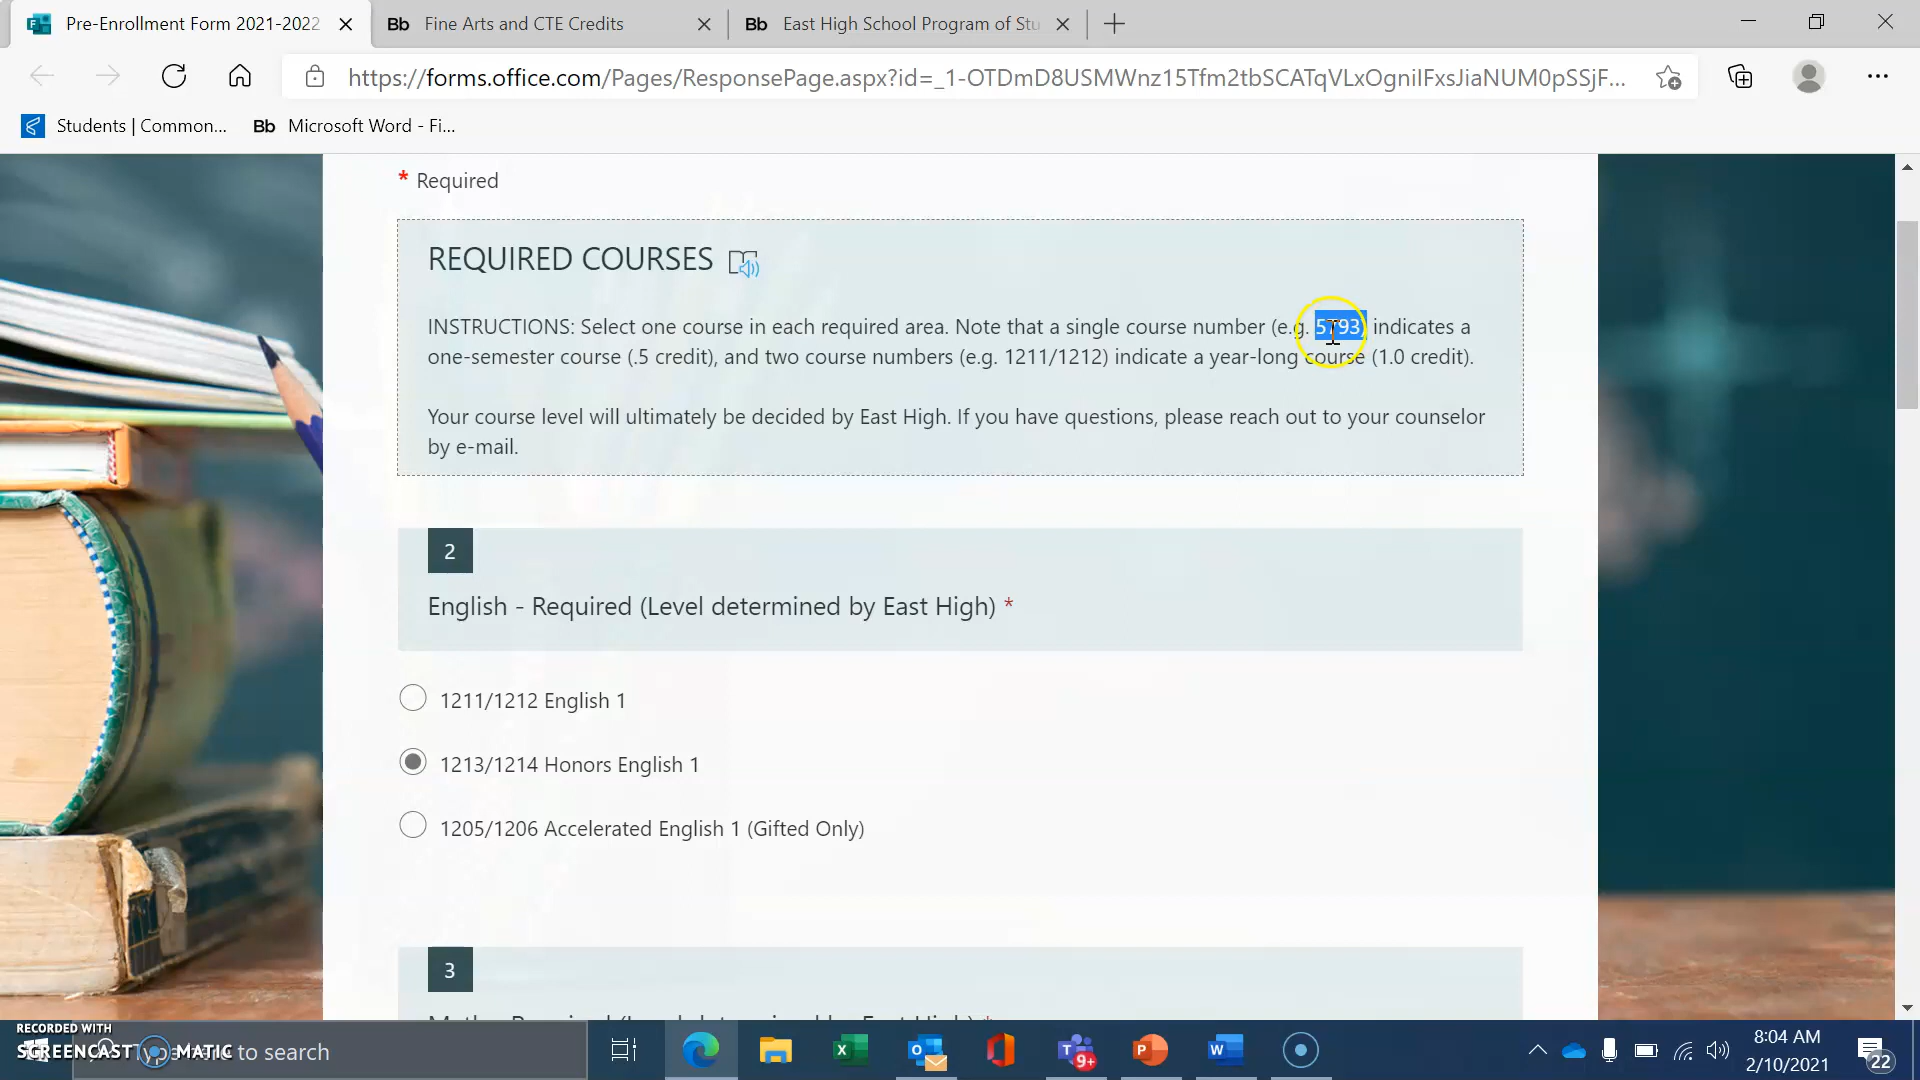 Pre-Enrollment Form 2021-2022
Bb Fine Arts and CTE Credits
Bb East High School Program of Stu
https://forms.office.com/Pages/ResponsePage.aspx?id=_1-OTDmD8USMWnz15Tfm2tbSCATqVLxOgniIFxsJiaNUM0pSSjF...
Students | Common...
Bb Microsoft Word - Fi...
* Required
REQUIRED COURSES
INSTRUCTIONS: Select one course in each required area. Note that a single course number (e.g. 5793) indicates a
one-semester course (.5 credit), and two course numbers (e.g. 1211/1212) indicate a year-long course (1.0 credit).
Your course level will ultimately be decided by East High. If you have questions, please reach out to your counselor
by e-mail.
2
English - Required (Level determined by East High) *
1211/1212 English 1
1213/1214 Honors English 1
1205/1206 Accelerated English 1 (Gifted Only)
3
RECORDED WITH
SCREENCAST MATIC
to search
9+
8:04 AM
2/10/2021
22